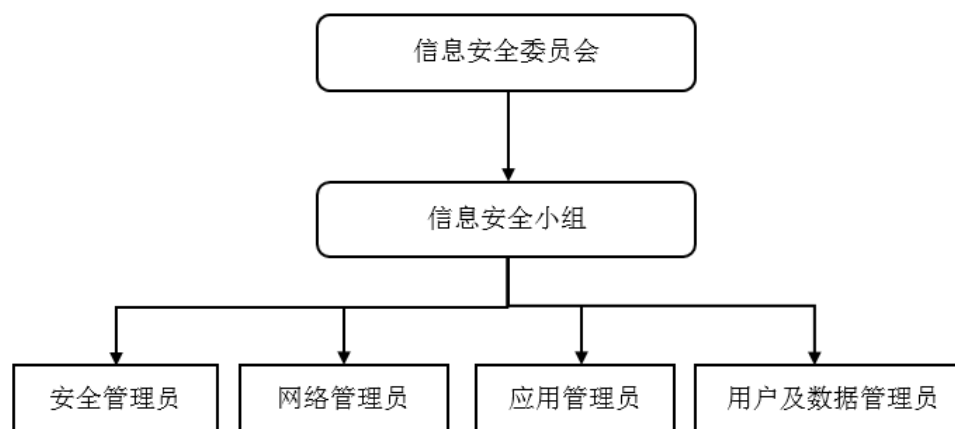 信息安全委员会
信息安全小组
安全管理员
网络管理员
应用管理员
用户及数据管理员